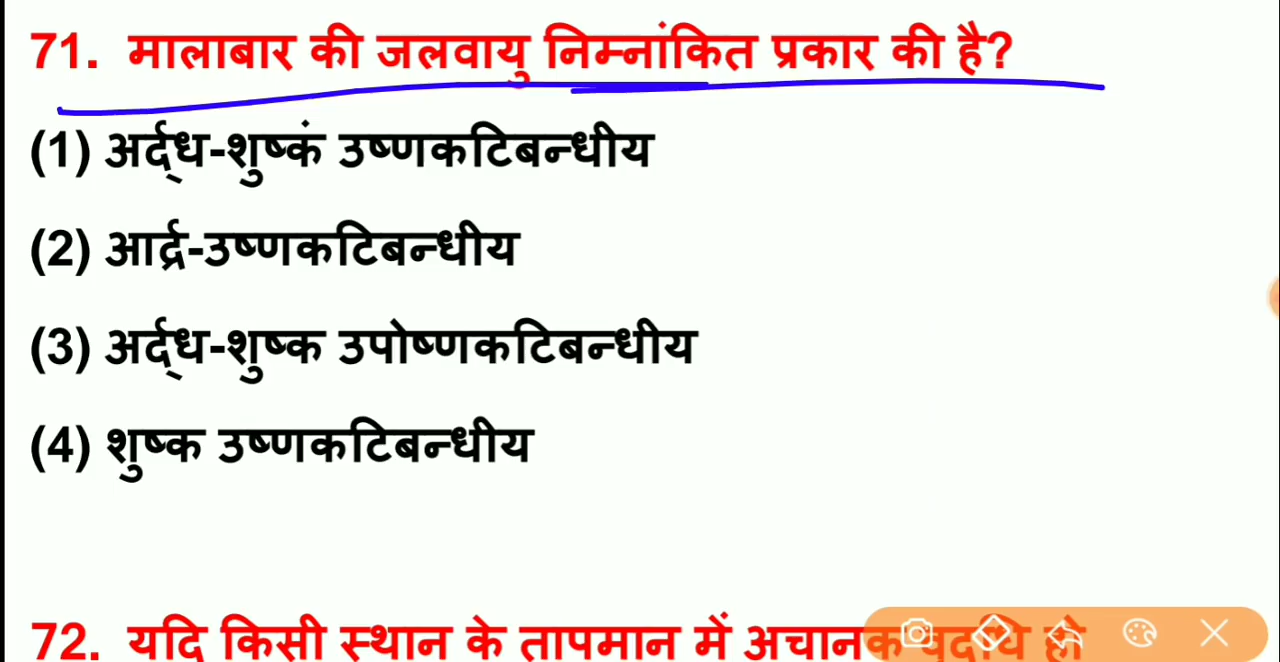 71. मालाबार की जलवायु निम्नांकित प्रकार की है?
(1) अर्द्ध-शुष्कं उष्णकटिबन्धीय
(2) आर्द्र-उष्णकटिबन्धीय
(3) अर्द्ध-शुष्क उपोष्णकटिबन्धीय
(4) शुष्क उष्णकटिबन्धीय
72. यदि किसी स्थान के तापमान में अचानक वृद्धि हो